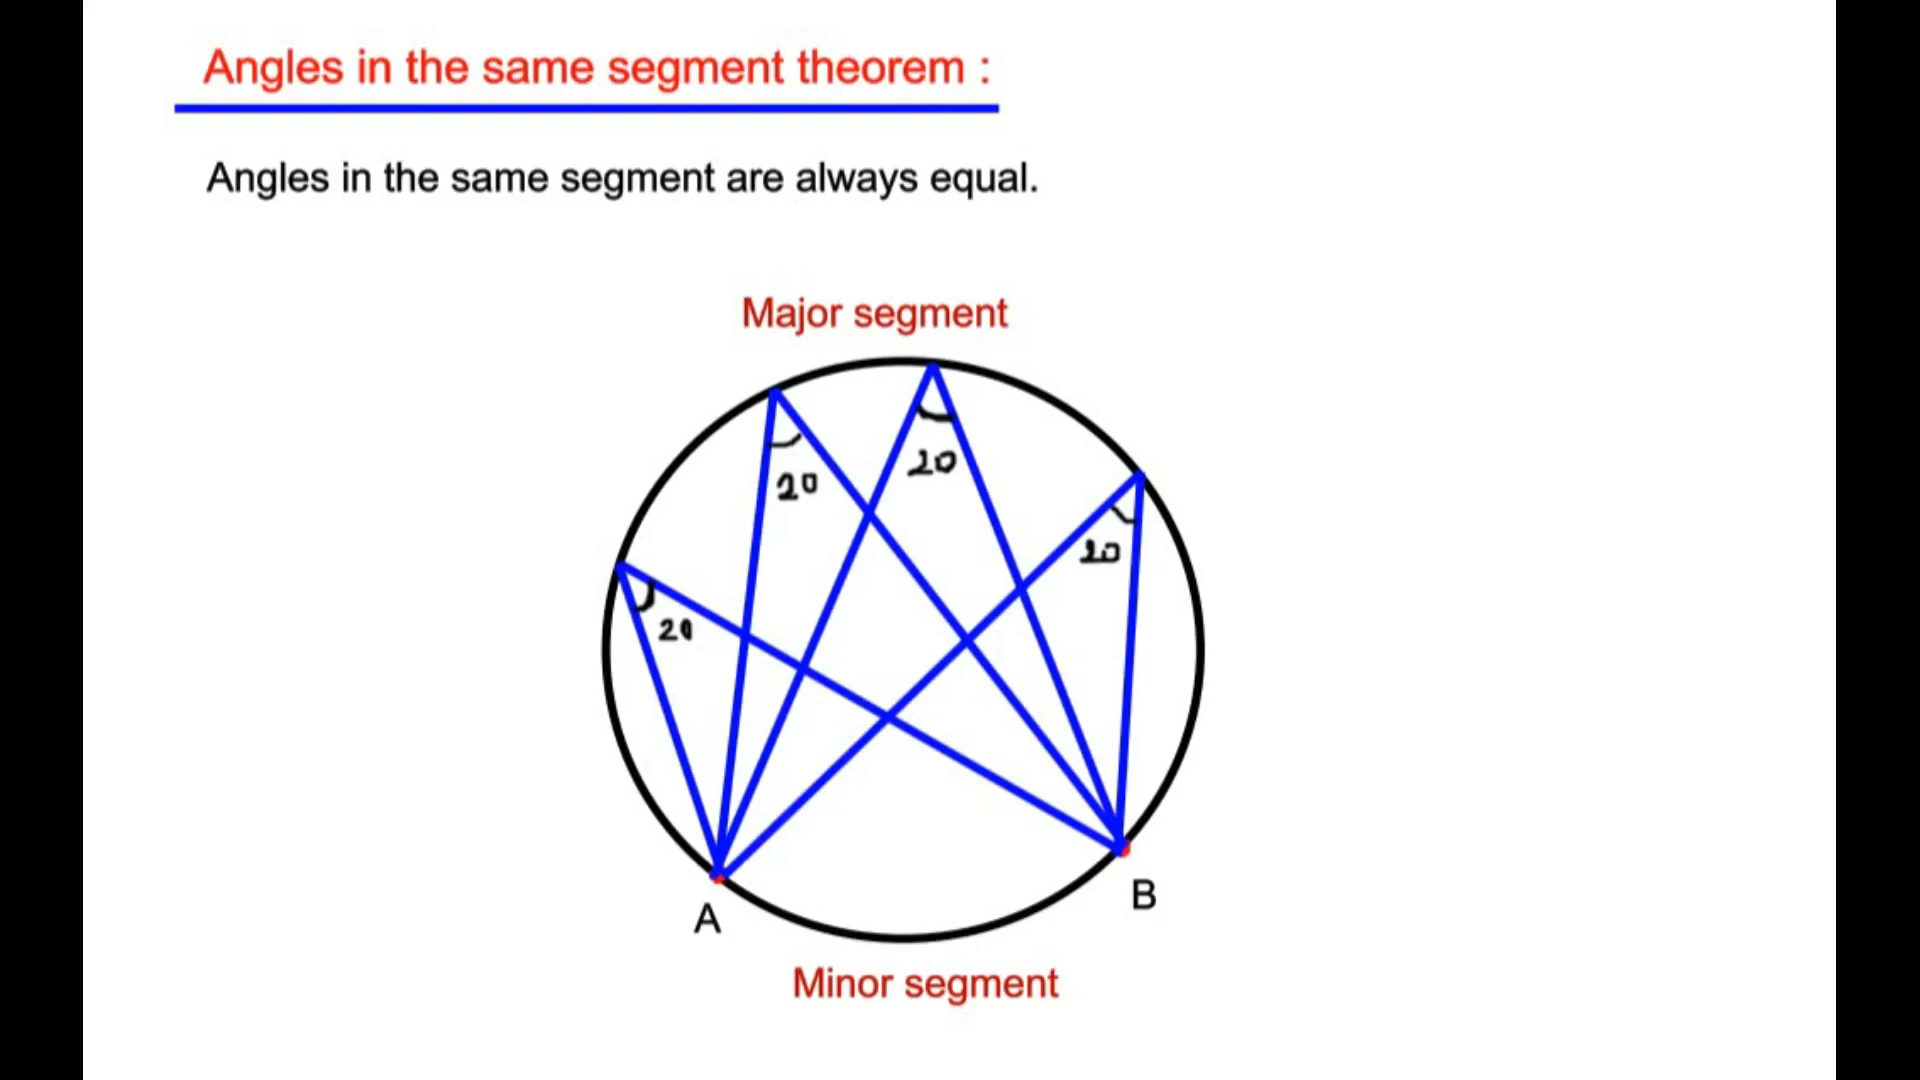 Angles in the same segment theorem :
Angles in the same segment are always equal.
Major segment
20
20
20
20
A
B
Minor segment